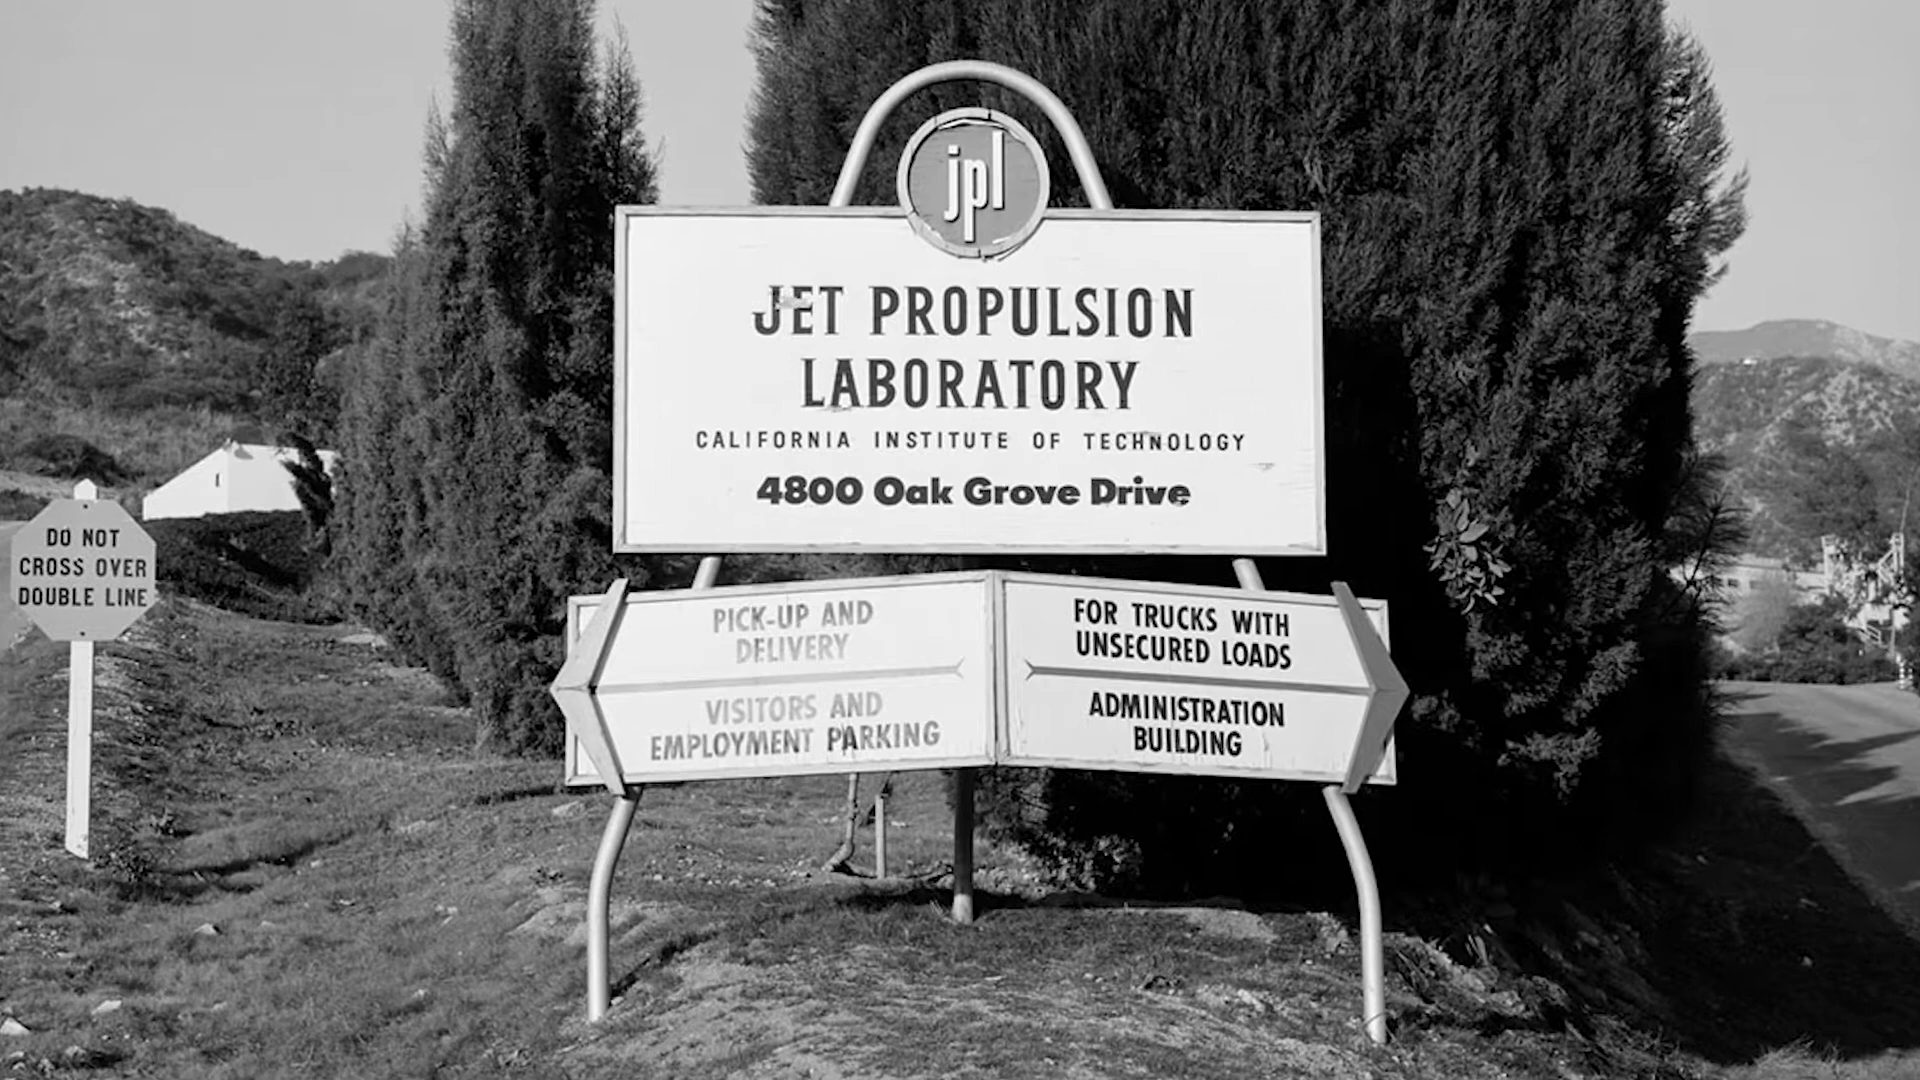 jpl
JET PROPULSION
LABORATORY
CALIFORNIA INSTITUTE OF TECHNOLOGY
4800 Oak Grove Drive
DO NOT
CROSS OVER
DOUBLE LINE
PICK-UP AND
DELIVERY
VISITORS AND
EMPLOYMENT PARKING
FOR TRUCKS WITH
UNSECURED LOADS
ADMINISTRATION
BUILDING